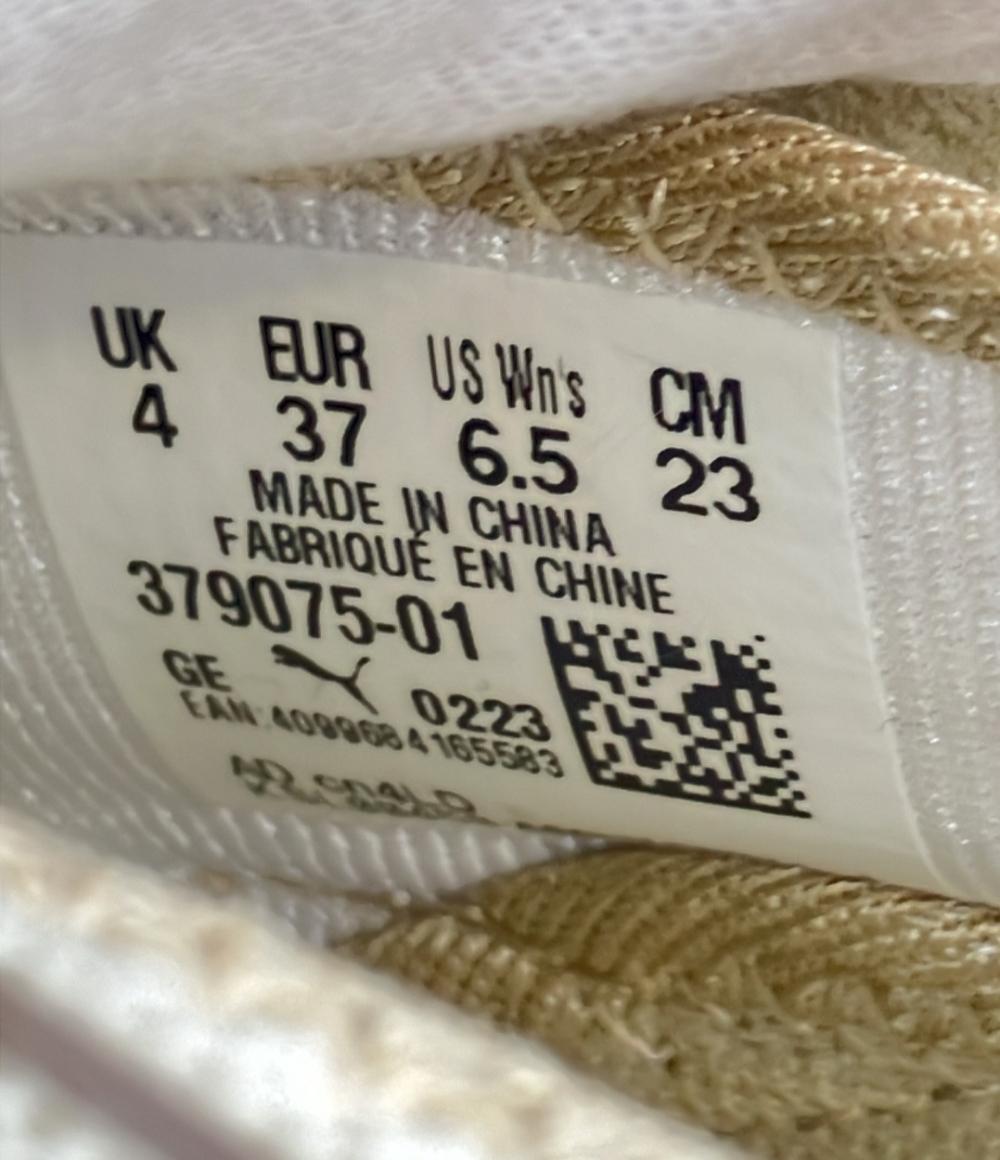 UK EUR US Wn's CM
4 37 6.5 23
MADE IN CHINA
FABRIQUÉ EN CHINE
379075-01
GE 0223
EAN:4099684165583